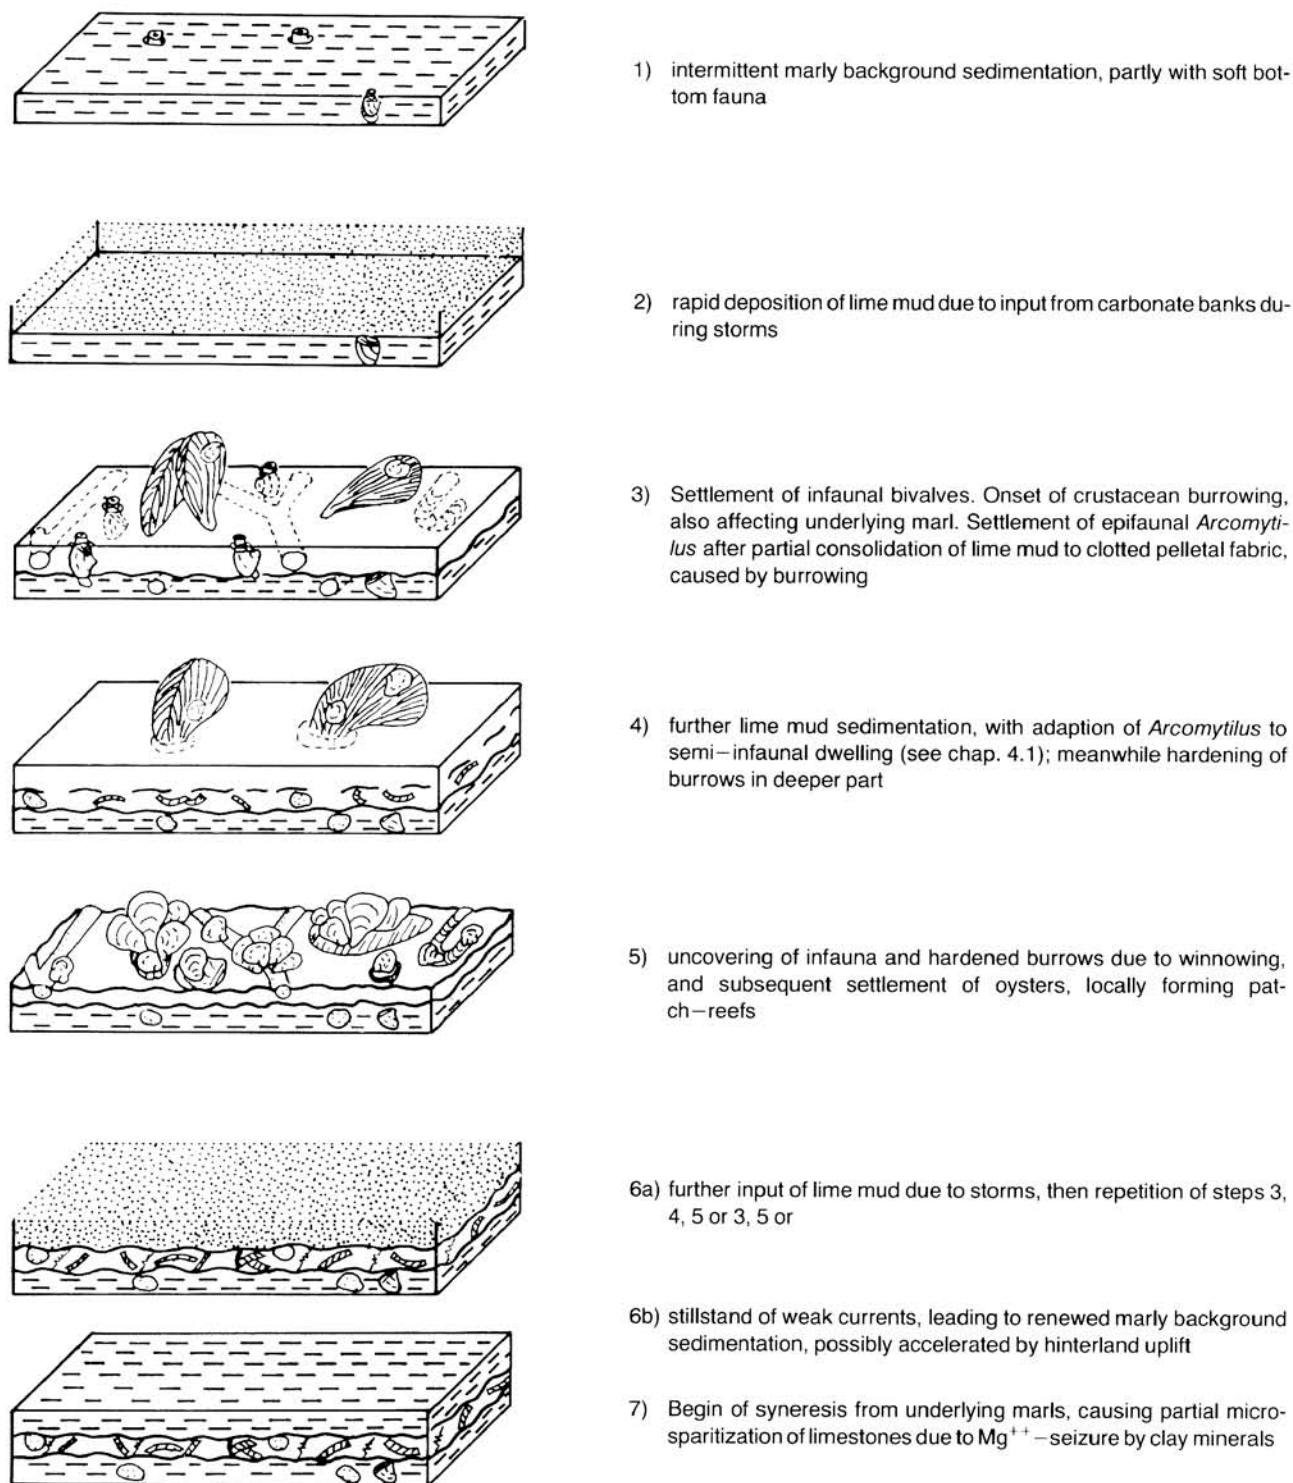 1) intermittent marly background sedimentation, partly with soft bot-
tom fauna
2) rapid deposition of lime mud due to input from carbonate banks du-
ring storms
3) Settlement of infaunal bivalves. Onset of crustacean burrowing,
also affecting underlying marl. Settlement of epifaunal Arcomyti-
lus after partial consolidation of lime mud to clotted pelletal fabric,
caused by burrowing
4) further lime mud sedimentation, with adaption of Arcomytilus to
semi–infaunal dwelling (see chap. 4.1); meanwhile hardening of
burrows in deeper part
5) uncovering of infauna and hardened burrows due to winnowing,
and subsequent settlement of oysters, locally forming pat-
ch–reefs
6a) further input of lime mud due to storms, then repetition of steps 3,
4, 5 or 3, 5 or
6b) stillstand of weak currents, leading to renewed marly background
sedimentation, possibly accelerated by hinterland uplift
7) Begin of syneresis from underlying marls, causing partial micro-
sparitization of limestones due to Mg⁺⁺–seizure by clay minerals